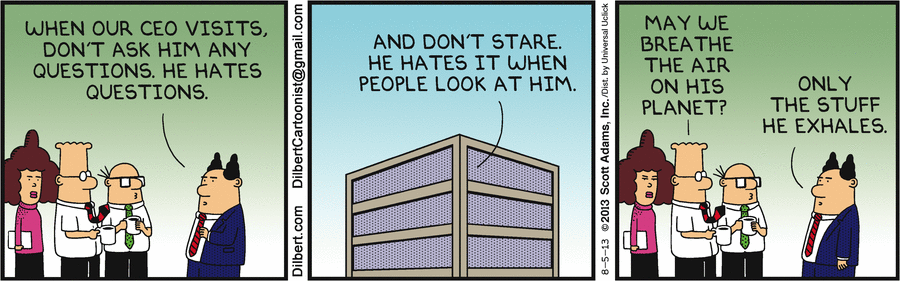 WHEN OUR CEO VISITS,
DON'T ASK HIM ANY
QUESTIONS. HE HATES
QUESTIONS.
Dilbert.com DilbertCartoonist@gmail.com
AND DON'T STARE.
HE HATES IT WHEN
PEOPLE LOOK AT HIM.
8-5-13 © 2013 Scott Adams, Inc. /Dist. by Universal Uclick
MAY WE
BREATHE
THE AIR
ON HIS
PLANET?
ONLY
THE STUFF
HE EXHALES.